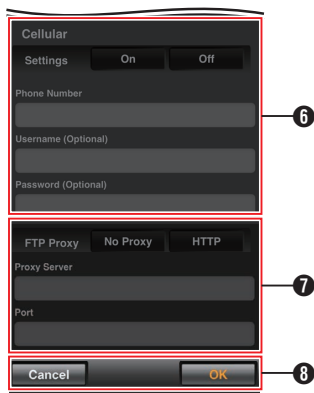 Cellular
Settings On Off
Phone Number
Username (Optional)
Password (Optional)
6
FTP Proxy No Proxy HTTP
Proxy Server
7
Port
Cancel OK
8